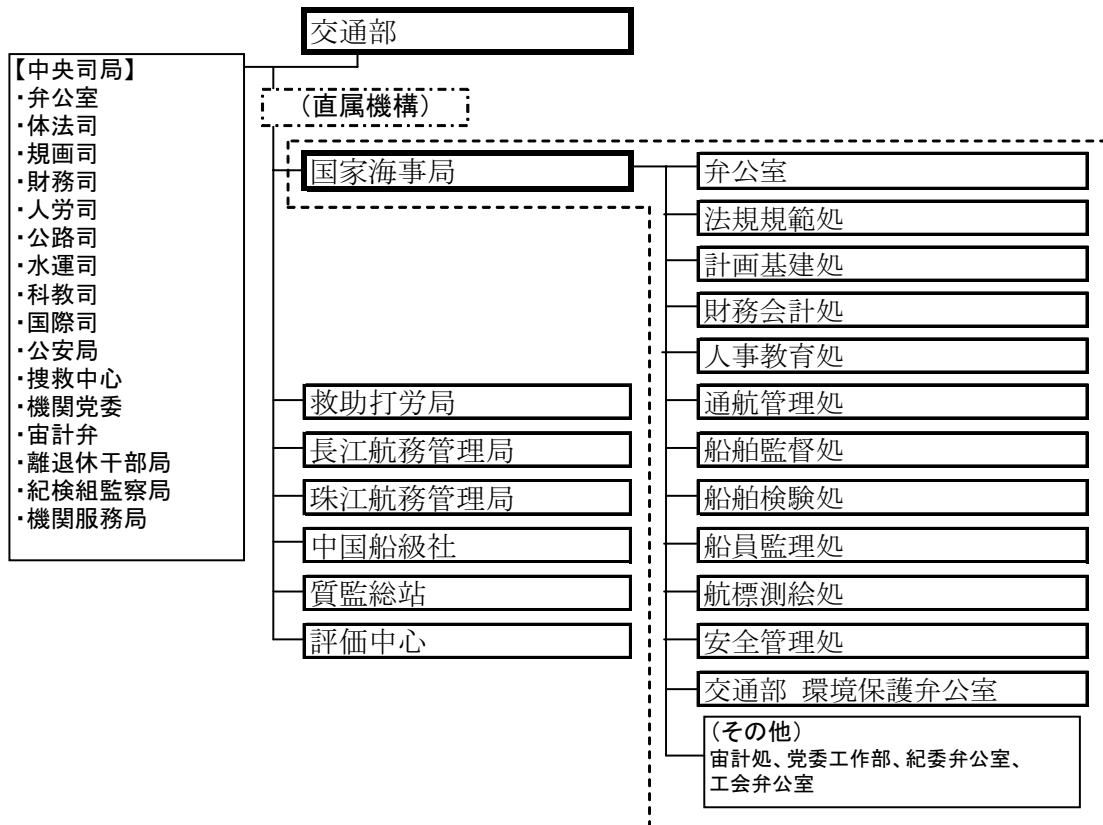 交通部
【中央司局】
・弁公室
・体法司
・規画司
・財務司
・人労司
・公路司
・水運司
・科教司
・国際司
・公安局
・捜救中心
・機関党委
・宙計弁
・離退休干部局
・紀検組監察局
・機関服務局
（直属機構）
国家海事局
救助打労局
長江航務管理局
珠江航務管理局
中国船級社
質監総站
評価中心
弁公室
法規規範処
計画基建処
財務会計処
人事教育処
通航管理処
船舶監督処
船舶検験処
船員監理処
航標測絵処
安全管理処
交通部 環境保護弁公室
（その他）
宙計処、党委工作部、紀委弁公室、
工会弁公室